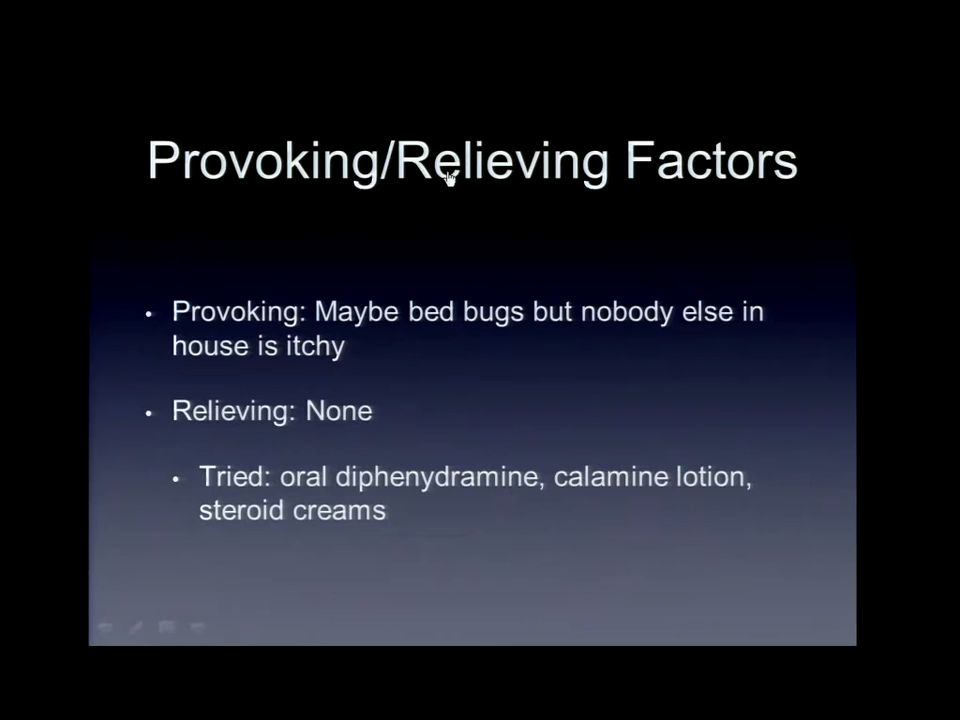 Provoking/Relieving Factors
• Provoking: Maybe bed bugs but nobody else in
house is itchy
• Relieving: None
• Tried: oral diphenydramine, calamine lotion,
steroid creams